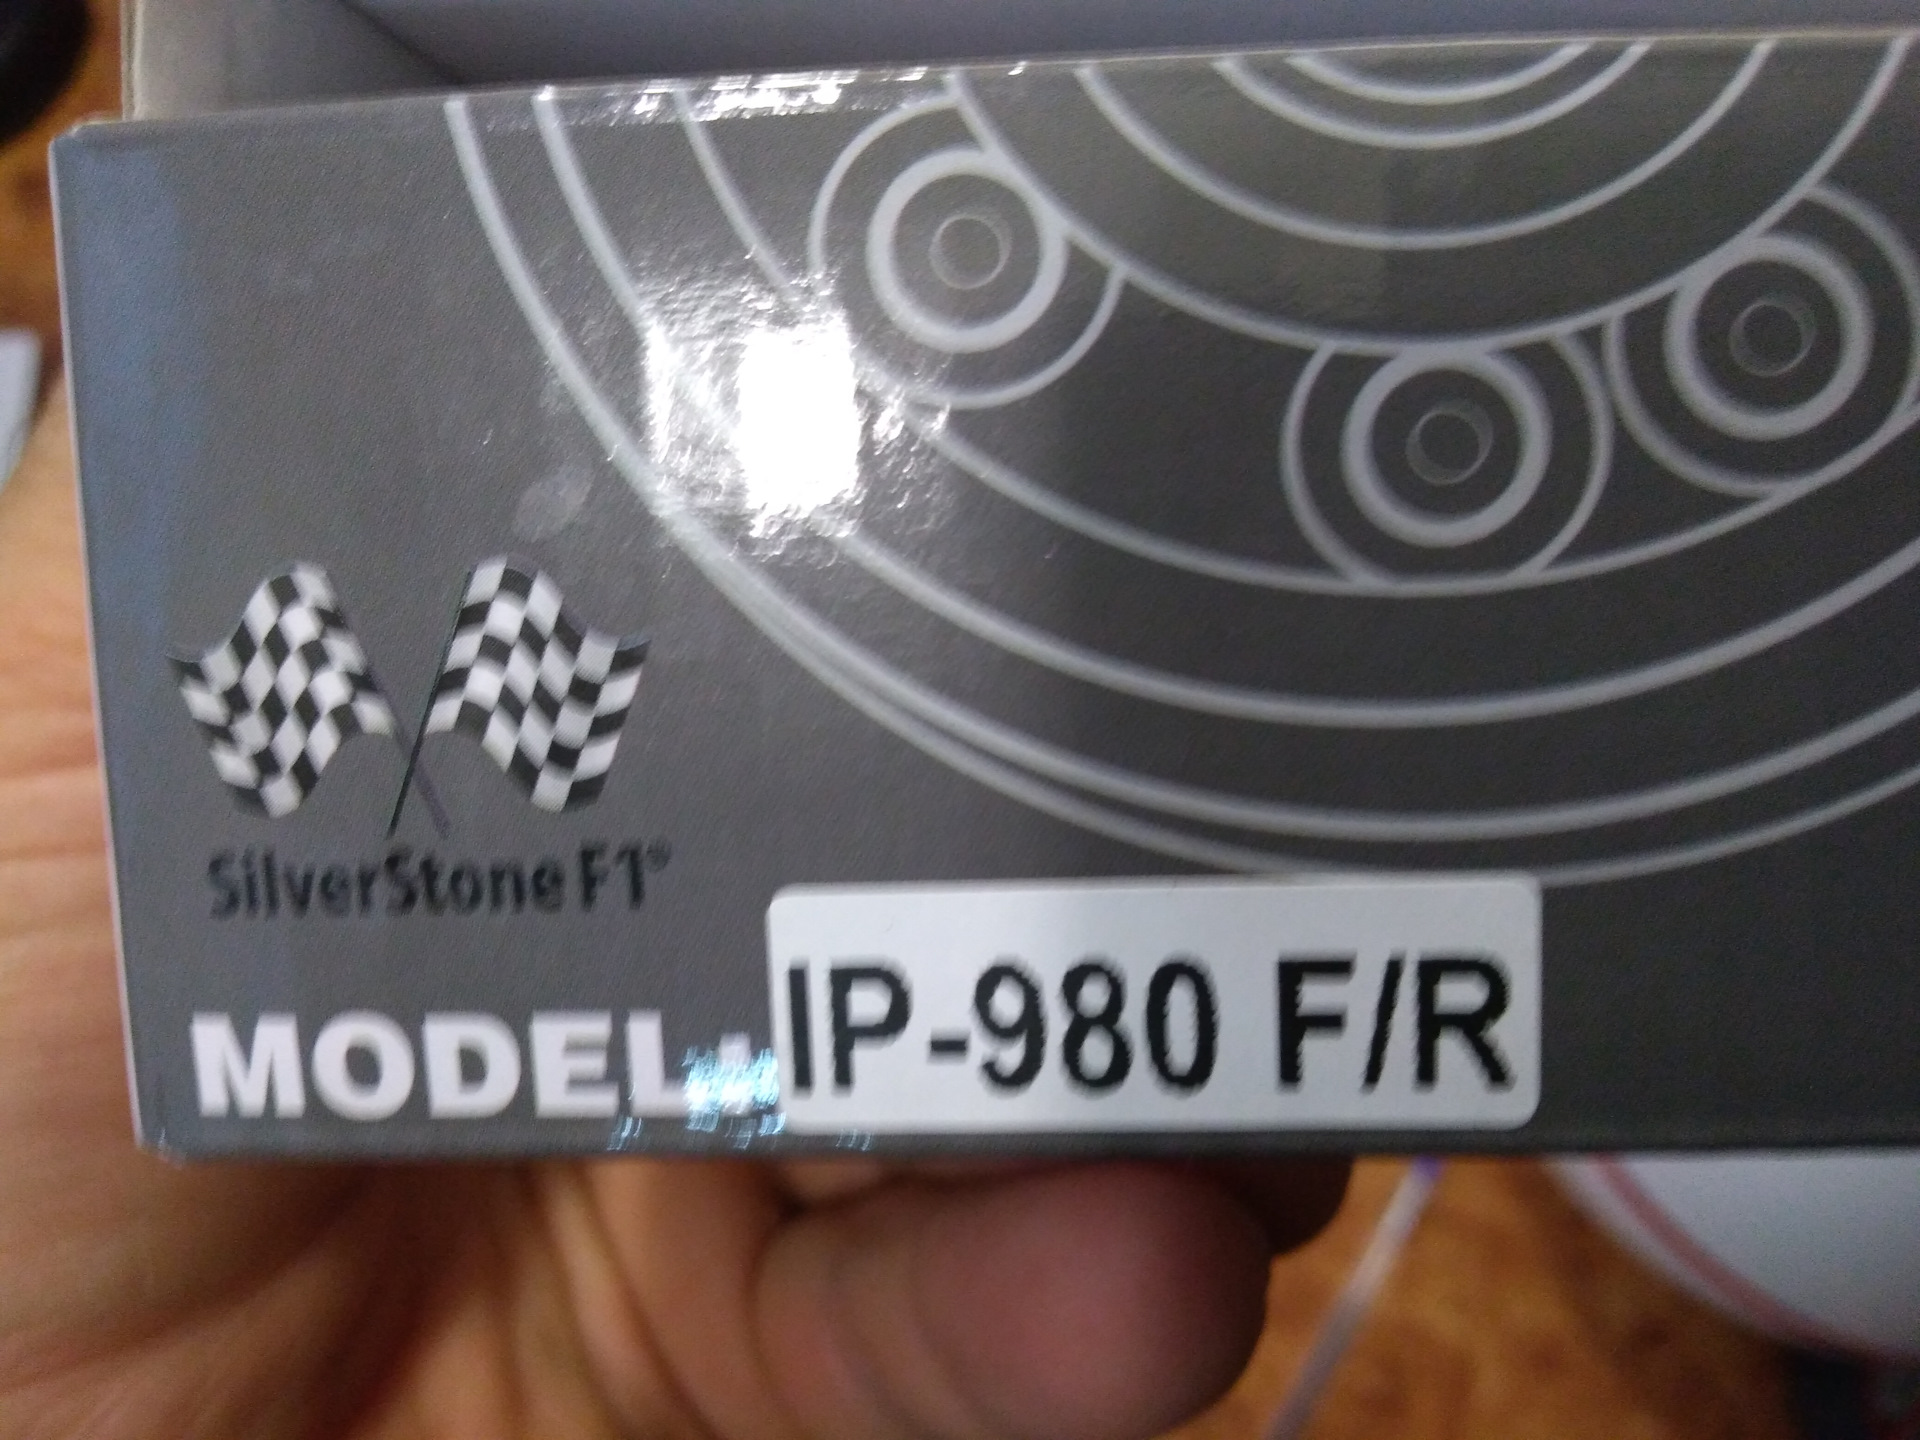 SilverStone F1®
MODEL: IP-980 F/R